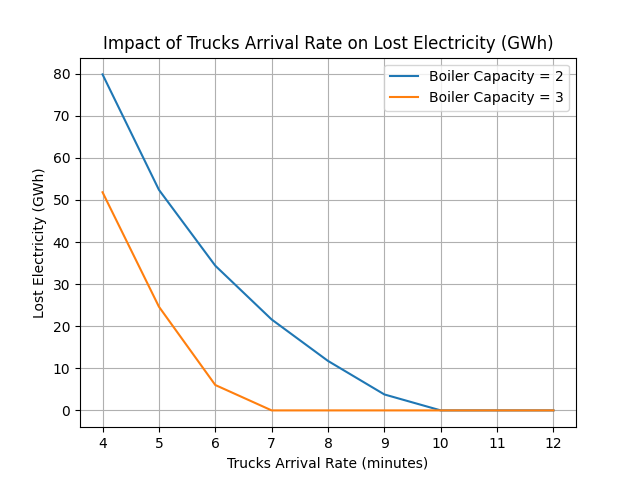 Impact of Trucks Arrival Rate on Lost Electricity (GWh)
Boiler Capacity = 2
Boiler Capacity = 3
Lost Electricity (GWh)
80
70
60
50
40
30
20
10
0
4 5 6 7 8 9 10 11 12
Trucks Arrival Rate (minutes)